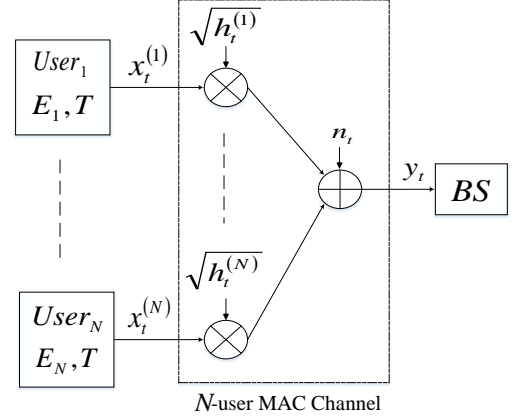 √h_t^(1)
User_1
E_1, T
x_t^(1)
n_t
y_t
BS
√h_t^(N)
User_N
E_N, T
x_t^(N)
N-user MAC Channel